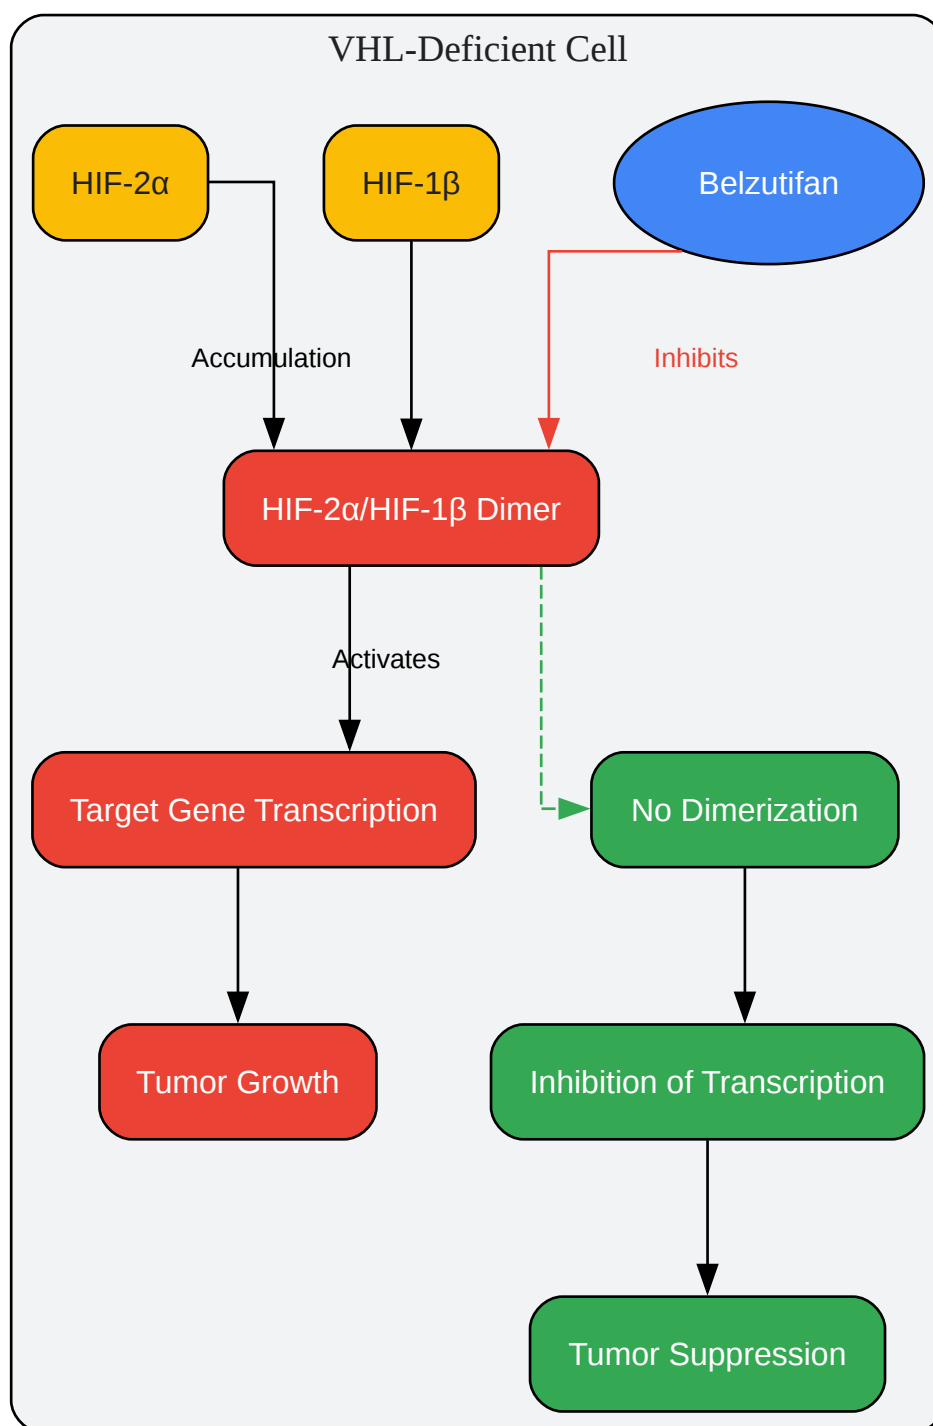 VHL-Deficient Cell
HIF-2α
HIF-1β
Belzutifan
Accumulation
Inhibits
HIF-2α/HIF-1β Dimer
Activates
Target Gene Transcription
No Dimerization
Tumor Growth
Inhibition of Transcription
Tumor Suppression